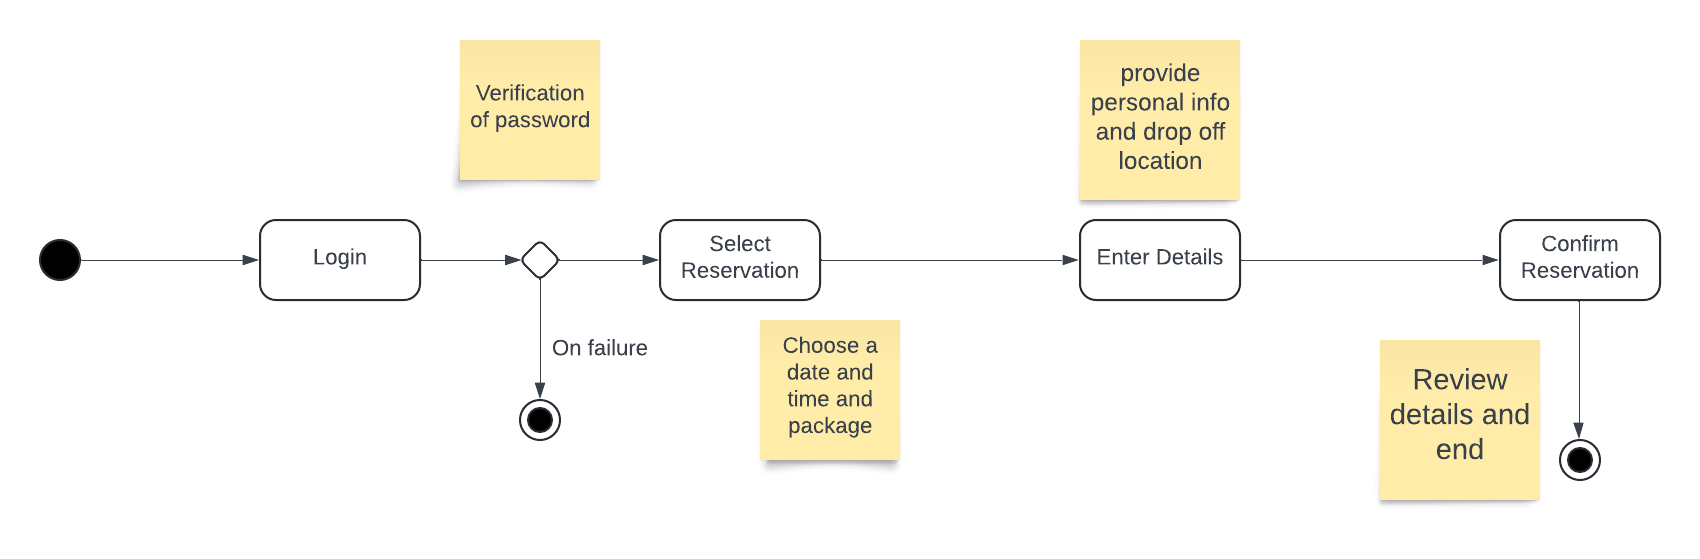 Verification
of password
provide
personal info
and drop off
location
Login
Select
Reservation
Enter Details
Confirm
Reservation
On failure
Choose a
date and
time and
package
Review
details and
end